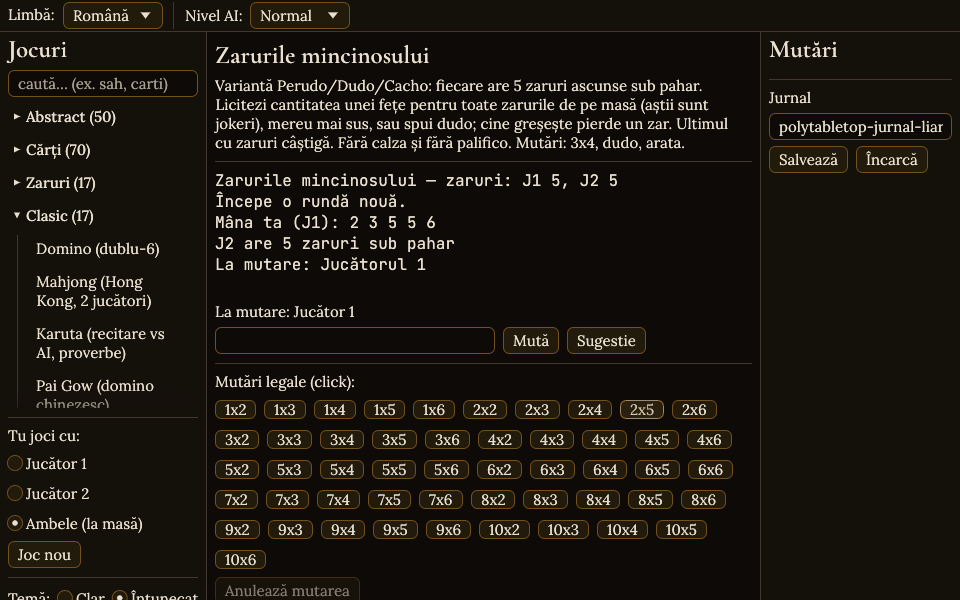 Limbă: Română ▼ Nivel AI: Normal ▼
Jocuri
caută... (ex. sah, carti)
▸ Abstract (50)
▸ Cărți (70)
▸ Zaruri (17)
▾ Clasic (17)
Domino (dublu-6)
Mahjong (Hong
Kong, 2 jucători)
Karuta (recitare vs
AI, proverbe)
Pai Gow (domino
chinezesc)
Tu joci cu:
Jucător 1
Jucător 2
Ambele (la masă)
Joc nou
Temă: Clar Întunecat
Zarurile mincinosului
Variantă Perudo/Dudo/Cacho: fiecare are 5 zaruri ascunse sub pahar.
Licitezi cantitatea unei fețe pentru toate zarurile de pe masă (aștii sunt
jokeri), mereu mai sus, sau spui dudo; cine greșește pierde un zar. Ultimul
cu zaruri câștigă. Fără calza și fără palifico. Mutări: 3x4, dudo, arata.
Zarurile mincinosului — zaruri: J1 5, J2 5
Începe o rundă nouă.
Mâna ta (J1): 2 3 5 5 6
J2 are 5 zaruri sub pahar
La mutare: Jucătorul 1
La mutare: Jucător 1
Mută Sugestie
Mutări legale (click):
1x2 1x3 1x4 1x5 1x6 2x2 2x3 2x4 2x5 2x6
3x2 3x3 3x4 3x5 3x6 4x2 4x3 4x4 4x5 4x6
5x2 5x3 5x4 5x5 5x6 6x2 6x3 6x4 6x5 6x6
7x2 7x3 7x4 7x5 7x6 8x2 8x3 8x4 8x5 8x6
9x2 9x3 9x4 9x5 9x6 10x2 10x3 10x4 10x5
10x6
Anulează mutarea
Mutări
Jurnal
polytabletop-jurnal-liar
Salvează Încarcă